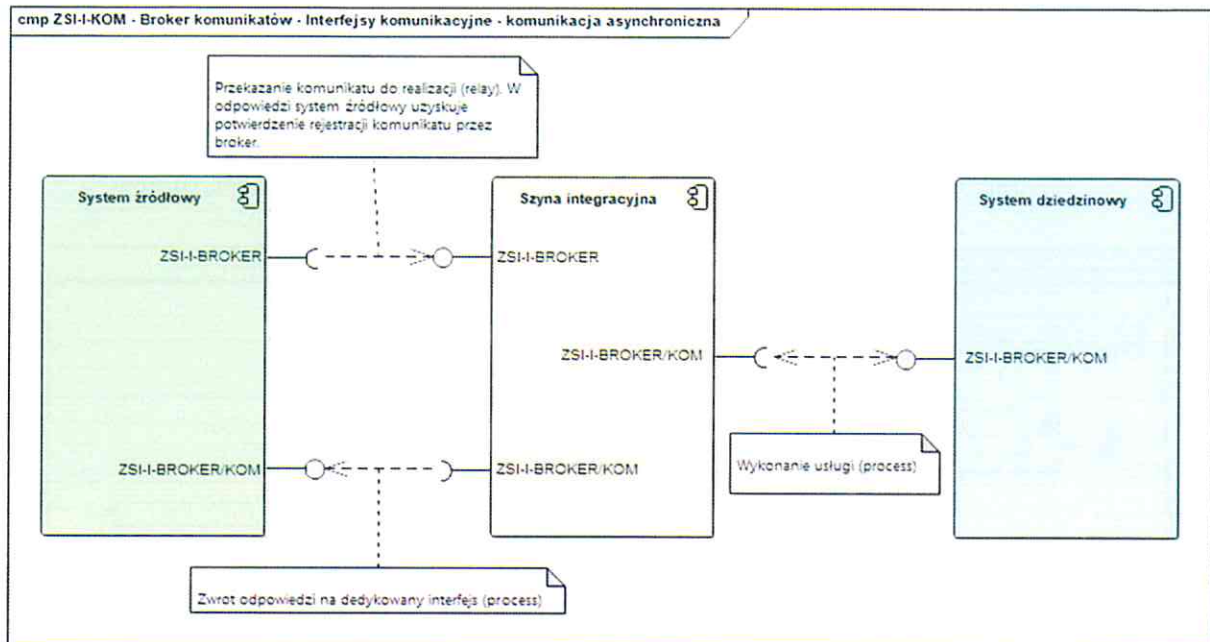 cmp ZSI-I-KOM - Broker komunikatów - Interfejsy komunikacyjne - komunikacja asynchroniczna
Przekazanie komunikatu do realizacji (relay). W
odpowiedzi system źródłowy uzyskuje
potwierdzenie rejestracji komunikatu przez
broker.
System źródłowy
Szyna integracyjna
System dziedzinowy
ZSI-I-BROKER
ZSI-I-BROKER
ZSI-I-BROKER/KOM
ZSI-I-BROKER/KOM
ZSI-I-BROKER/KOM
ZSI-I-BROKER/KOM
Wykonanie usługi (process)
Zwrot odpowiedzi na dedykowany interfejs (process)